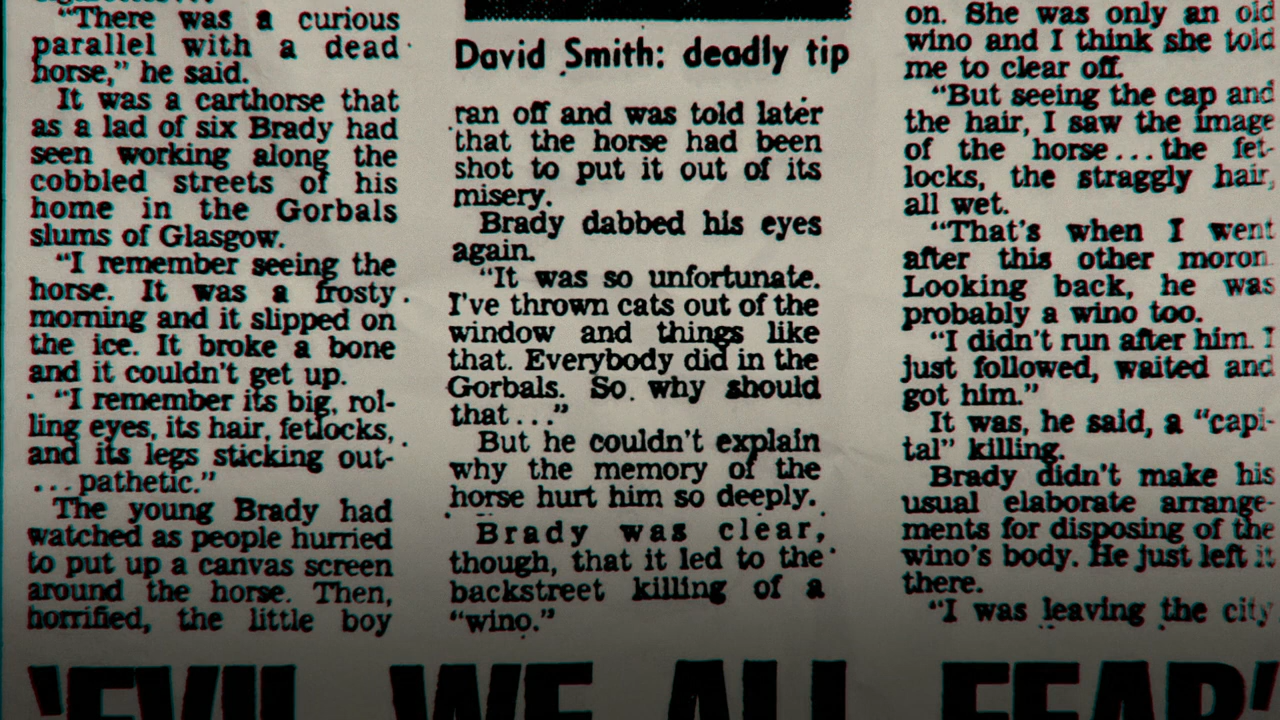 "There was a curious
parallel with a dead
horse," he said.
It was a carthorse that
as a lad of six Brady had
seen working along the
cobbled streets of his
home in the Gorbals
slums of Glasgow.
"I remember seeing the
horse. It was a frosty
morning and it slipped on
the ice. It broke a bone
and it couldn't get up.
"I remember its big, rol-
ling eyes, its hair, fetlocks,
and its legs sticking out-
...pathetic."
The young Brady had
watched as people hurried
to put up a canvas screen
around the horse. Then,
horrified, the little boy
David Smith: deadly tip
ran off and was told later
that the horse had been
shot to put it out of its
misery.
Brady dabbed his eyes
again.
"It was so unfortunate.
I've thrown cats out of the
window and things like
that. Everybody did in the
Gorbals. So why should
that..."
But he couldn't explain
why the memory of the
horse hurt him so deeply.
Brady was clear,
though, that it led to the
backstreet killing of a
"wino."
on. She was only an old
wino and I think she told
me to clear off.
"But seeing the cap and
the hair, I saw the image
of the horse...the fet-
locks, the straggly hair,
all wet.
"That's when I went
after this other moron.
Looking back, he was
probably a wino too.
"I didn't run after him. I
just followed, waited and
got him."
It was, he said, a "capi-
tal" killing.
Brady didn't make his
usual elaborate arrange-
ments for disposing of the
wino's body. He just left it
there.
"I was leaving the city
'EVIL WE ALL FEAR'